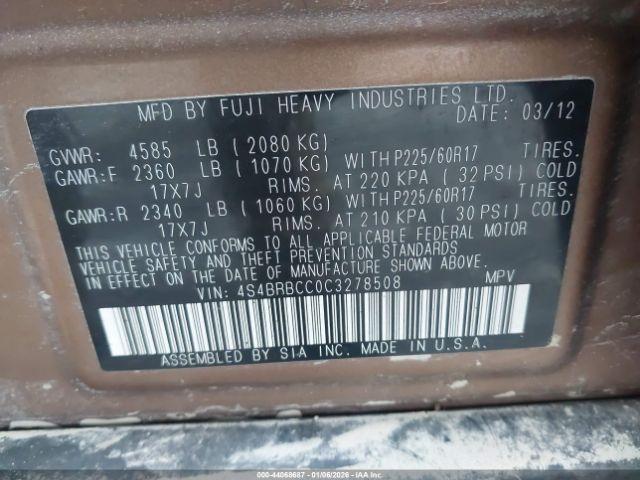 MFD BY FUJI HEAVY INDUSTRIES LTD.
DATE: 03/12
GVWR: 4585 LB (2080 KG)
GAWR:F 2360 LB (1070 KG) WITH P225/60R17 TIRES.
17X7J RIMS. AT 220 KPA (32 PSI) COLD
GAWR:R 2340 LB (1060 KG) WITH P225/60R17 TIRES.
17X7J RIMS. AT 210 KPA (30 PSI) COLD
THIS VEHICLE CONFORMS TO ALL APPLICABLE FEDERAL MOTOR
VEHICLE SAFETY AND THEFT PREVENTION STANDARDS
IN EFFECT ON THE DATE OF MANUFACTURE SHOWN ABOVE.
VIN: 4S4BRBCC0C3278508 MPV
ASSEMBLED BY SIA INC. MADE IN U.S.A.
000-44068687 - 01/06/2026 - IAAI.com